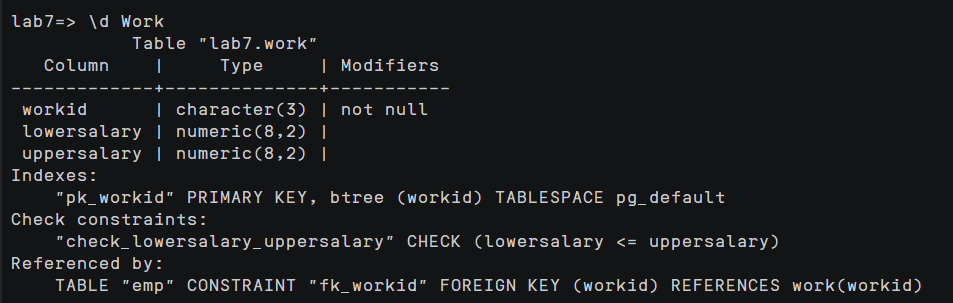 lab7=> \d Work
Table "lab7.work"
Column | Type | Modifiers
-------------+--------------+-----------
workid | character(3) | not null
lowersalary | numeric(8,2) |
uppersalary | numeric(8,2) |
Indexes:
"pk_workid" PRIMARY KEY, btree (workid) TABLESPACE pg_default
Check constraints:
"check_lowersalary_uppersalary" CHECK (lowersalary <= uppersalary)
Referenced by:
TABLE "emp" CONSTRAINT "fk_workid" FOREIGN KEY (workid) REFERENCES work(workid)